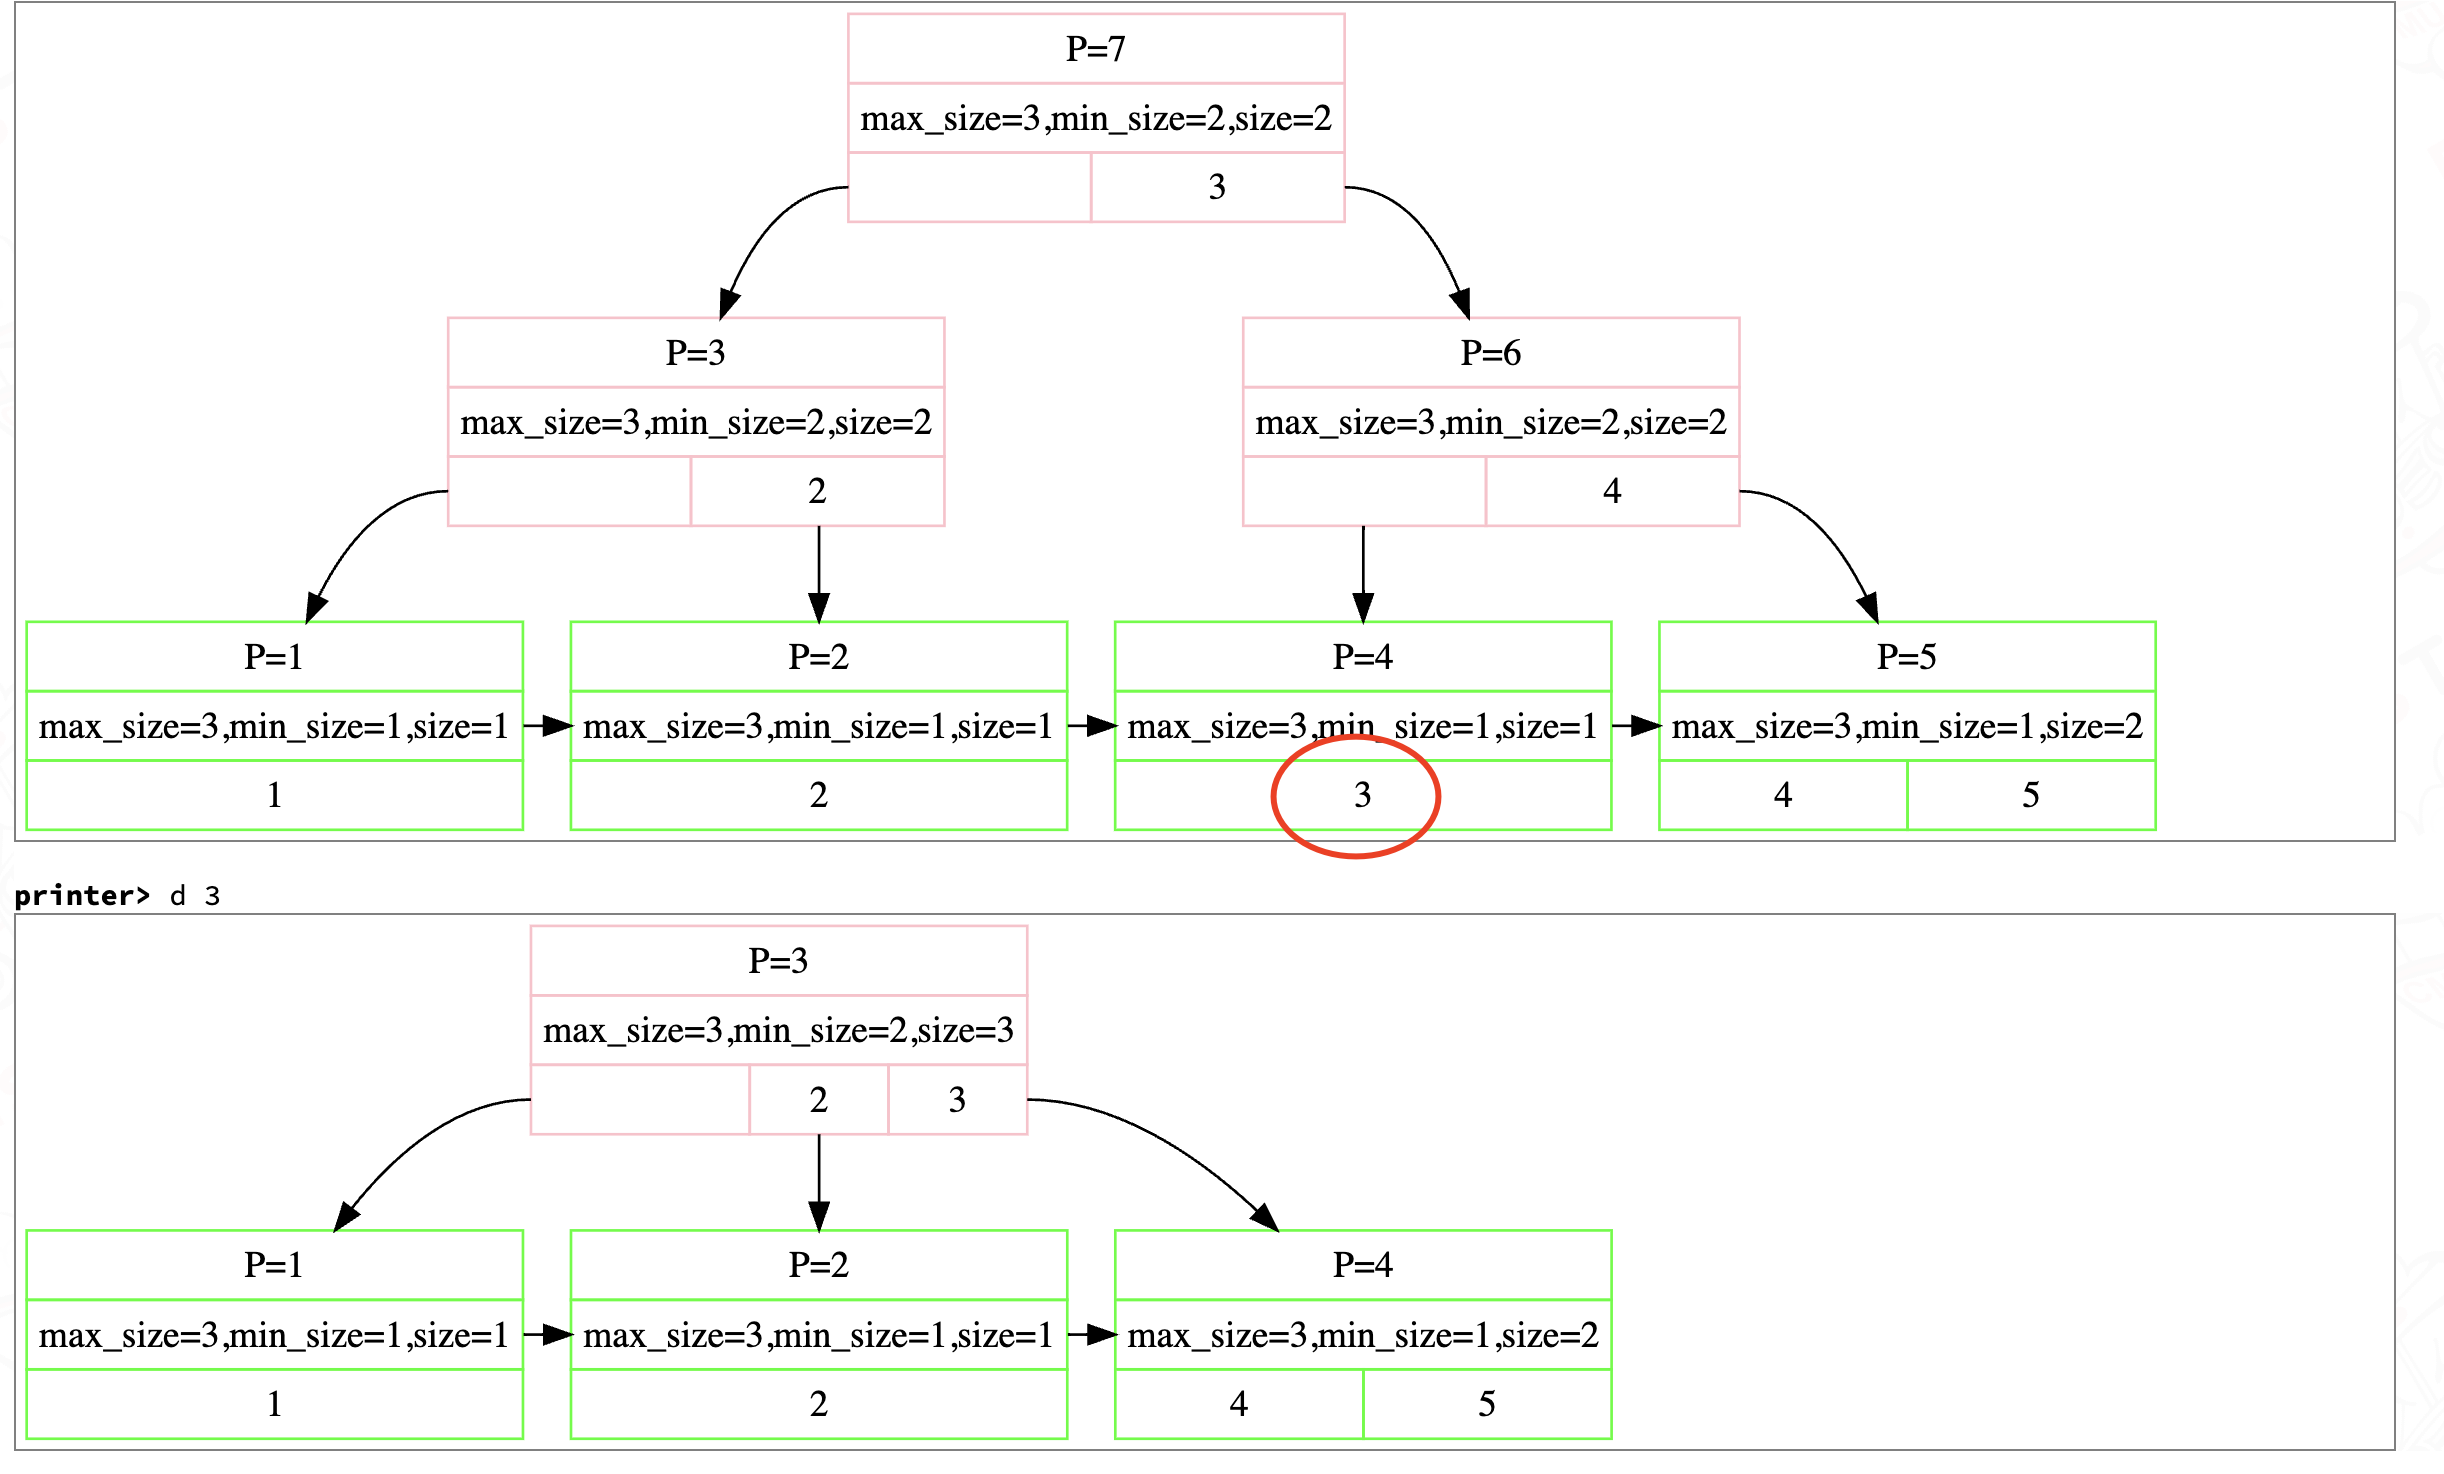 P=7
max_size=3,min_size=2,size=2
3
P=3
P=6
max_size=3,min_size=2,size=2
max_size=3,min_size=2,size=2
2
4
P=1
P=2
P=4
P=5
max_size=3,min_size=1,size=1
max_size=3,min_size=1,size=1
max_size=3,min_size=1,size=1
max_size=3,min_size=1,size=2
1
2
3
4
5
printer> d 3
P=3
max_size=3,min_size=2,size=3
2
3
P=1
P=2
P=4
max_size=3,min_size=1,size=1
max_size=3,min_size=1,size=1
max_size=3,min_size=1,size=2
1
2
4
5